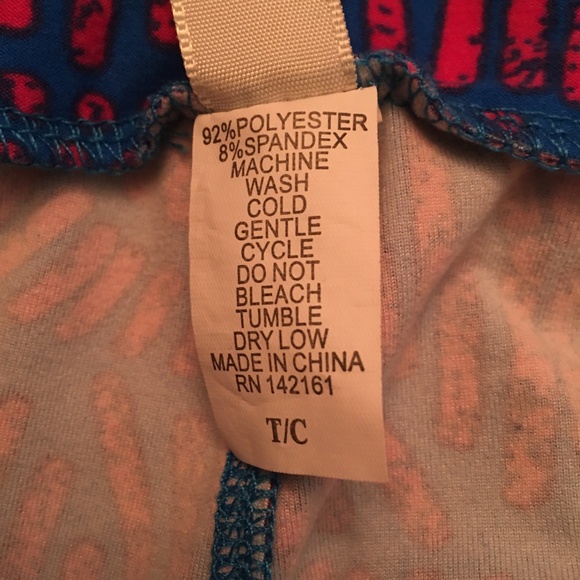 92%POLYESTER
8%SPANDEX
MACHINE
WASH
COLD
GENTLE
CYCLE
DO NOT
BLEACH
TUMBLE
DRY LOW
MADE IN CHINA
RN 142161
T/C